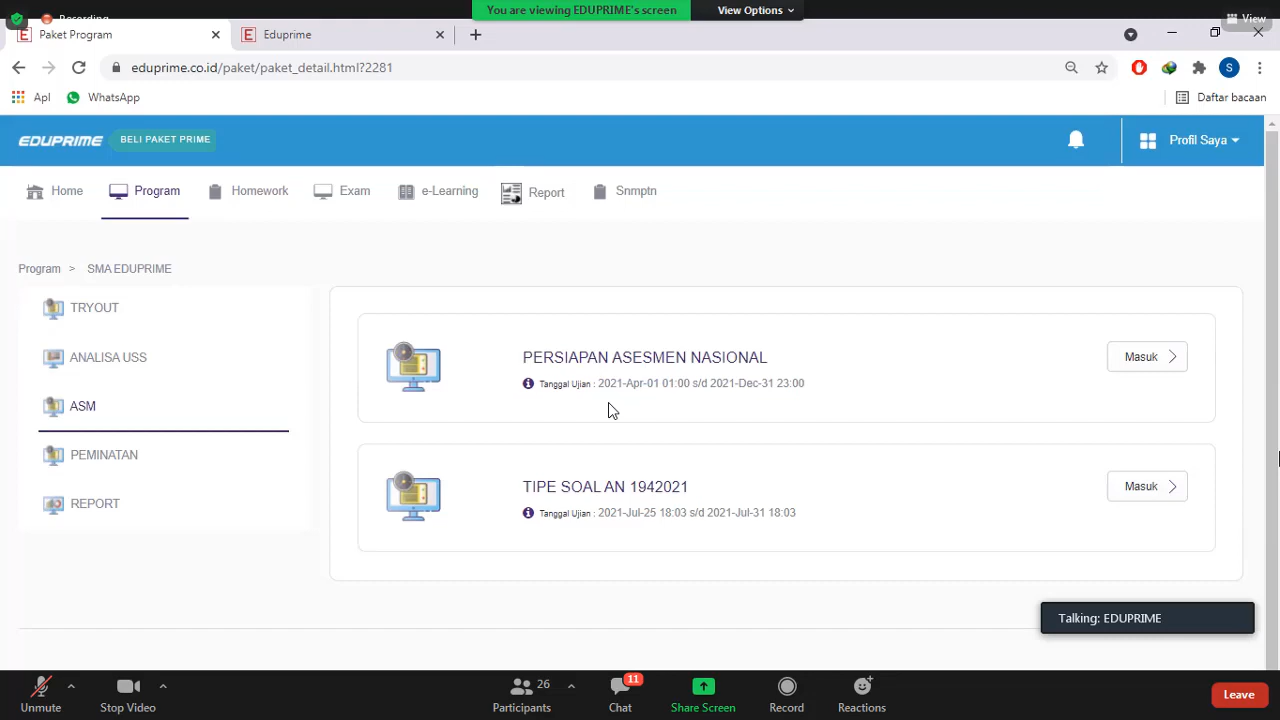 Recording
You are viewing EDUPRIME's screen
View Options
View
Paket Program
Eduprime
eduprime.co.id/paket/paket_detail.html?2281
S
Apl
WhatsApp
Daftar bacaan
EDUPRIME
BELI PAKET PRIME
Profil Saya
Home
Program
Homework
Exam
e-Learning
Report
Snmptn
Program > SMA EDUPRIME
TRYOUT
ANALISA USS
ASM
PEMINATAN
REPORT
PERSIAPAN ASESMEN NASIONAL
Tanggal Ujian : 2021-Apr-01 01:00 s/d 2021-Dec-31 23:00
Masuk
TIPE SOAL AN 1942021
Tanggal Ujian : 2021-Jul-25 18:03 s/d 2021-Jul-31 18:03
Masuk
Talking: EDUPRIME
Unmute
Stop Video
26
Participants
11
Chat
Share Screen
Record
Reactions
Leave